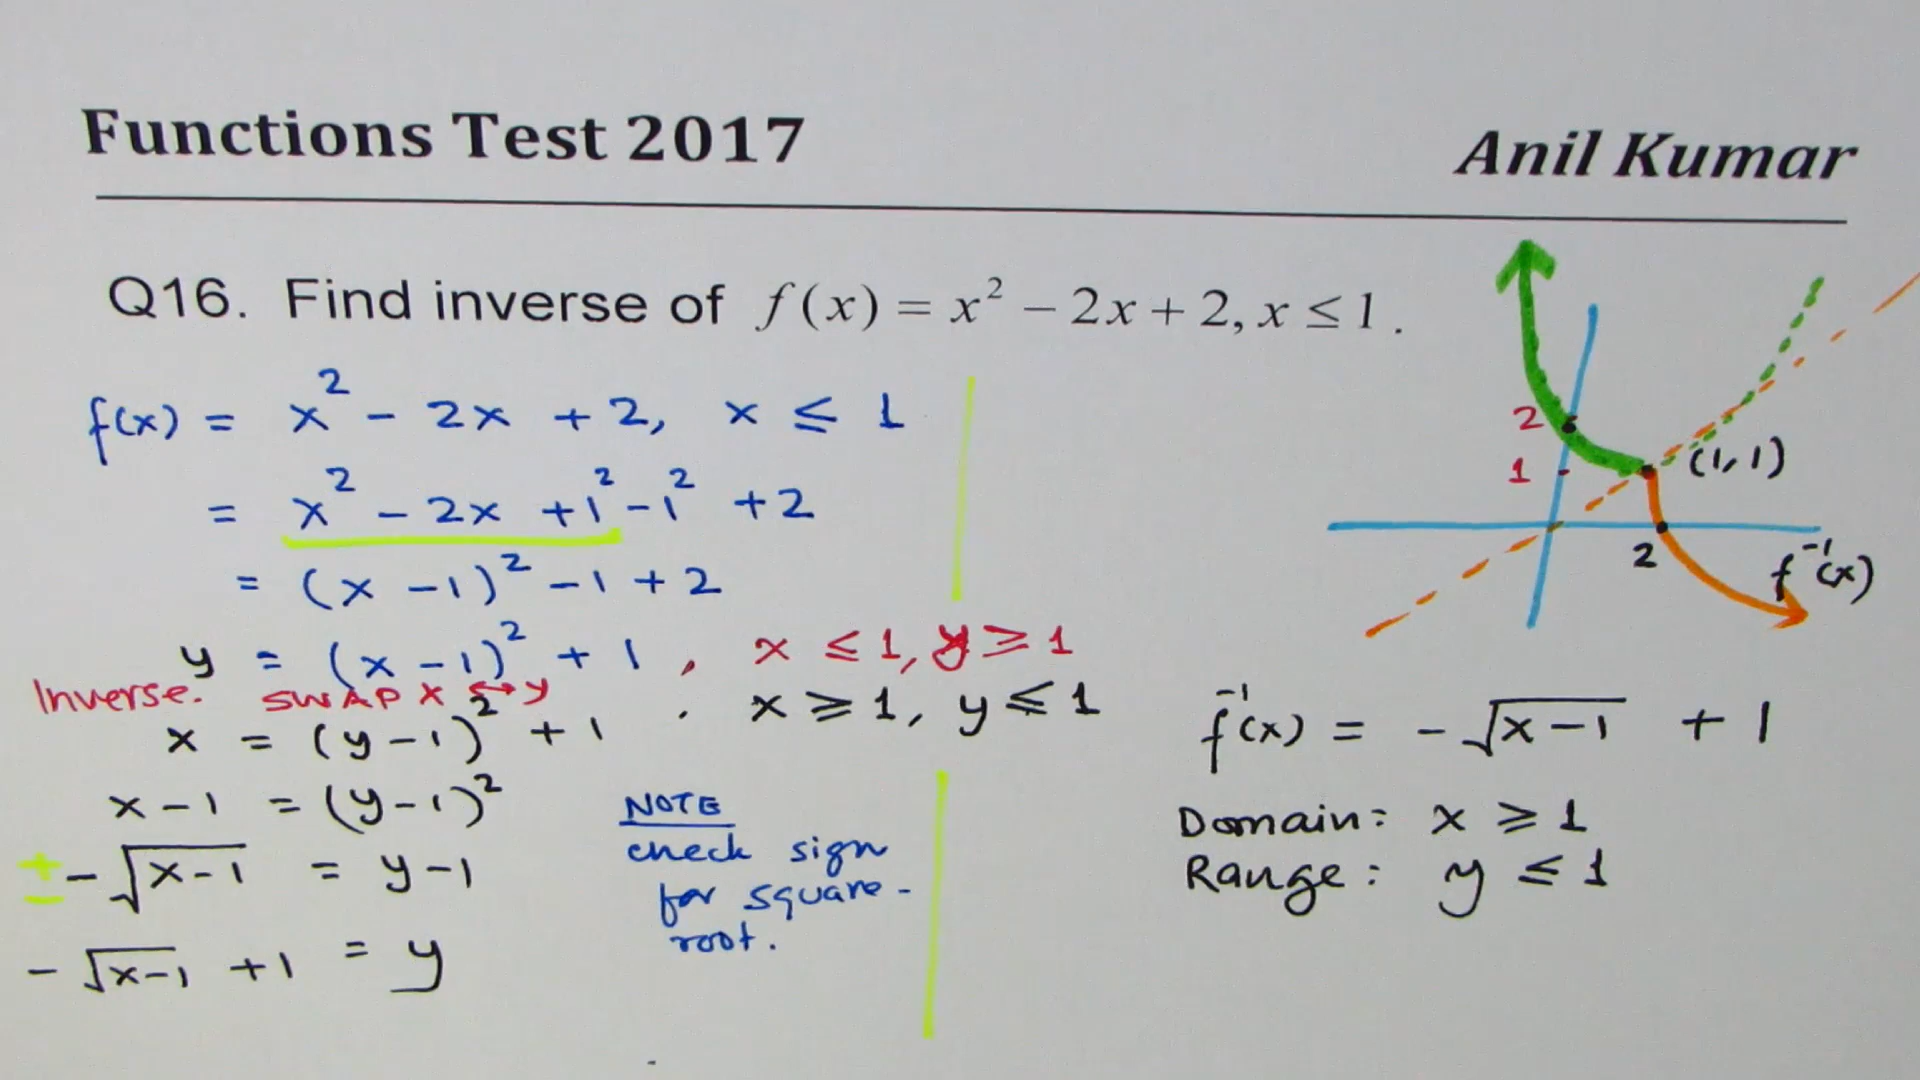 Functions Test 2017
Anil Kumar
Q16. Find inverse of f(x) = x² − 2x + 2, x ≤ 1 .
f(x) = x² - 2x + 2, x ≤ 1
= x² - 2x + 1² - 1² + 2
= (x - 1)² - 1 + 2
y = (x - 1)² + 1 , x ≤ 1, y ≥ 1
Inverse. SWAP x ↔ y
x = (y - 1)² + 1 . x ≥ 1, y ≤ 1
x - 1 = (y - 1)²
± - √(x - 1) = y - 1
- √(x - 1) + 1 = y
NOTE
check sign
for square-
root.
2
1
(1, 1)
2
f⁻¹(x)
f⁻¹(x) = - √(x - 1) + 1
Domain: x ≥ 1
Range: y ≤ 1